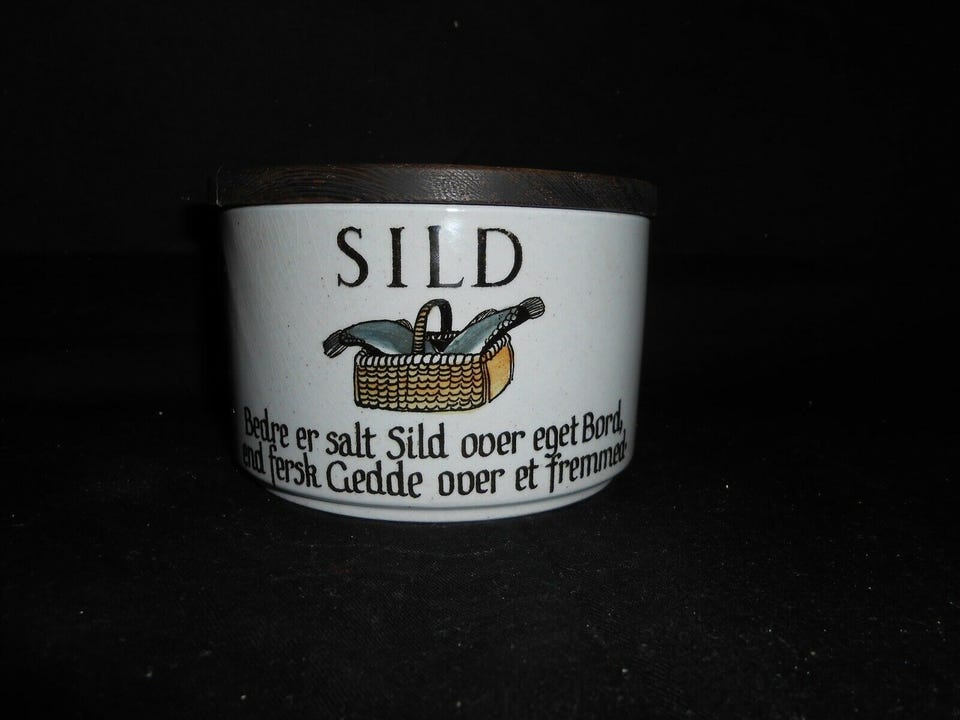 SILD
Bedre er salt Sild over eget Bord,
end fersk Gedde over et fremmed.